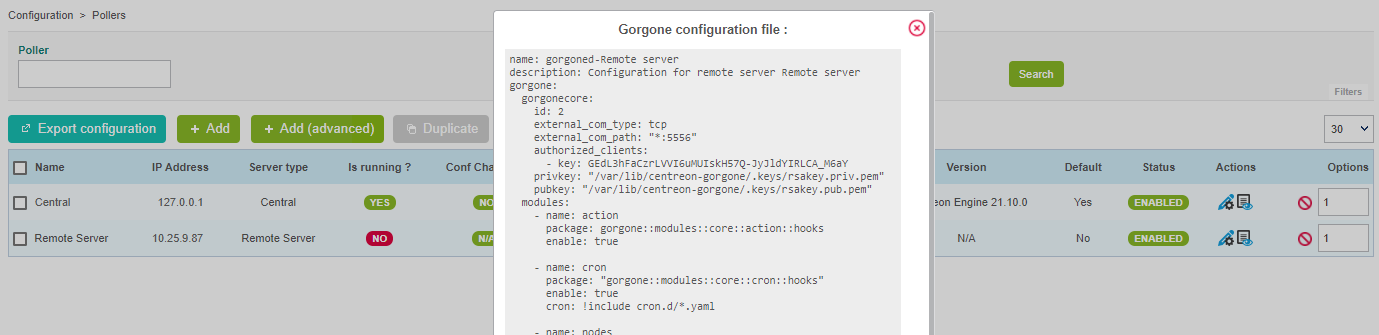 Configuration > Pollers
Poller
Search
Filters
Export configuration
+ Add
+ Add (advanced)
Duplicate
30
Name IP Address Server type Is running ? Conf Cha Version Default Status Actions Options
Central 127.0.0.1 Central YES NO eon Engine 21.10.0 Yes ENABLED 1
Remote Server 10.25.9.87 Remote Server NO N/A N/A No ENABLED 1
Gorgone configuration file :
name: gorgoned-Remote server
description: Configuration for remote server Remote server
gorgone:
gorgonecore:
id: 2
external_com_type: tcp
external_com_path: "*:5556"
authorized_clients:
- key: GEdL3hFaCzrLVVI6uMUIskH57Q-JyJldYIRLCA_M6aY
privkey: "/var/lib/centreon-gorgone/.keys/rsakey.priv.pem"
pubkey: "/var/lib/centreon-gorgone/.keys/rsakey.pub.pem"
modules:
- name: action
package: gorgone::modules::core::action::hooks
enable: true
- name: cron
package: "gorgone::modules::core::cron::hooks"
enable: true
cron: !include cron.d/*.yaml
- name: nodes